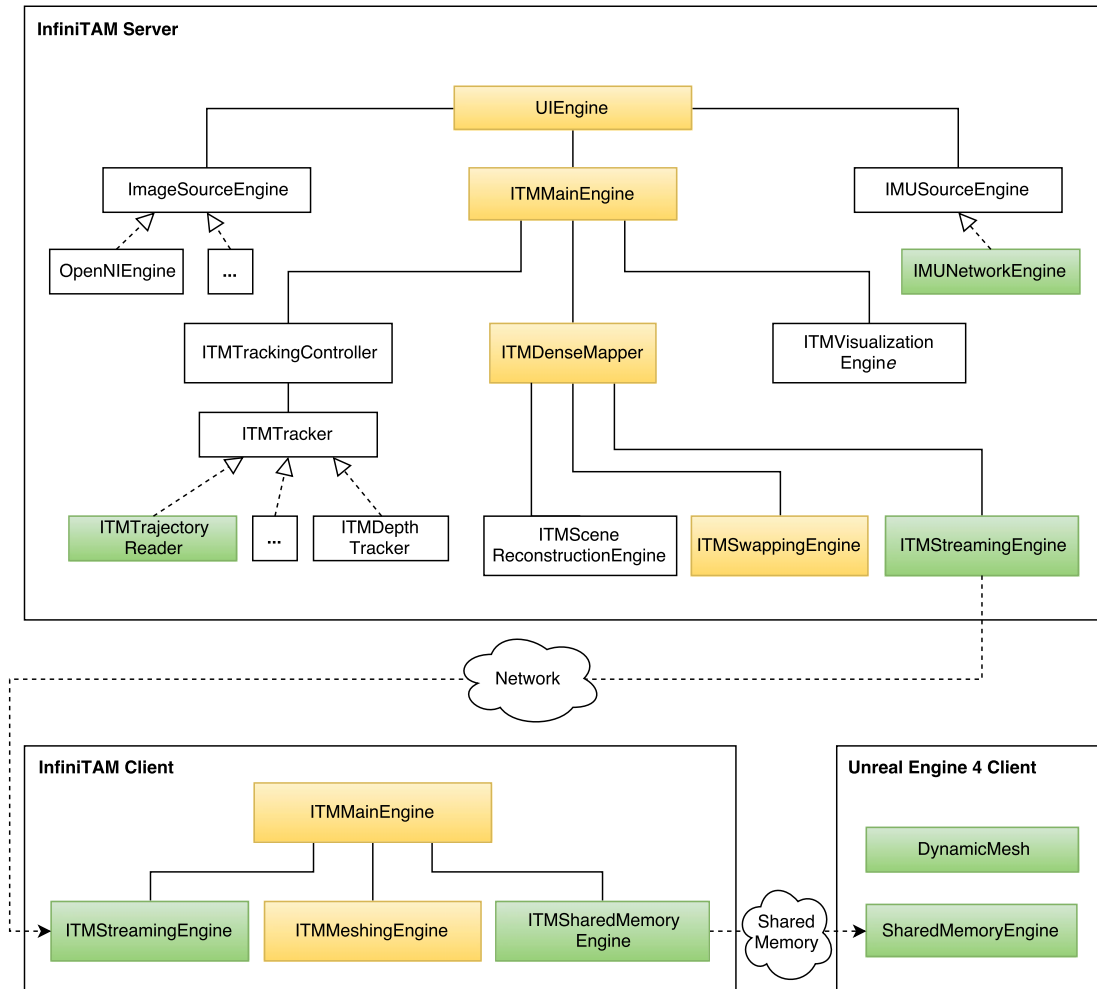 InfiniTAM Server
UIEngine
ImageSourceEngine
ITMMainEngine
IMUSourceEngine
OpenNIEngine
...
IMUNetworkEngine
ITMTrackingController
ITMDenseMapper
ITMVisualization
Engine
ITMTracker
ITMTrajectory
Reader
...
ITMDepth
Tracker
ITMScene
ReconstructionEngine
ITMSwappingEngine
ITMStreamingEngine
Network
InfiniTAM Client
ITMMainEngine
ITMStreamingEngine
ITMMeshingEngine
ITMSharedMemory
Engine
Shared
Memory
Unreal Engine 4 Client
DynamicMesh
SharedMemoryEngine